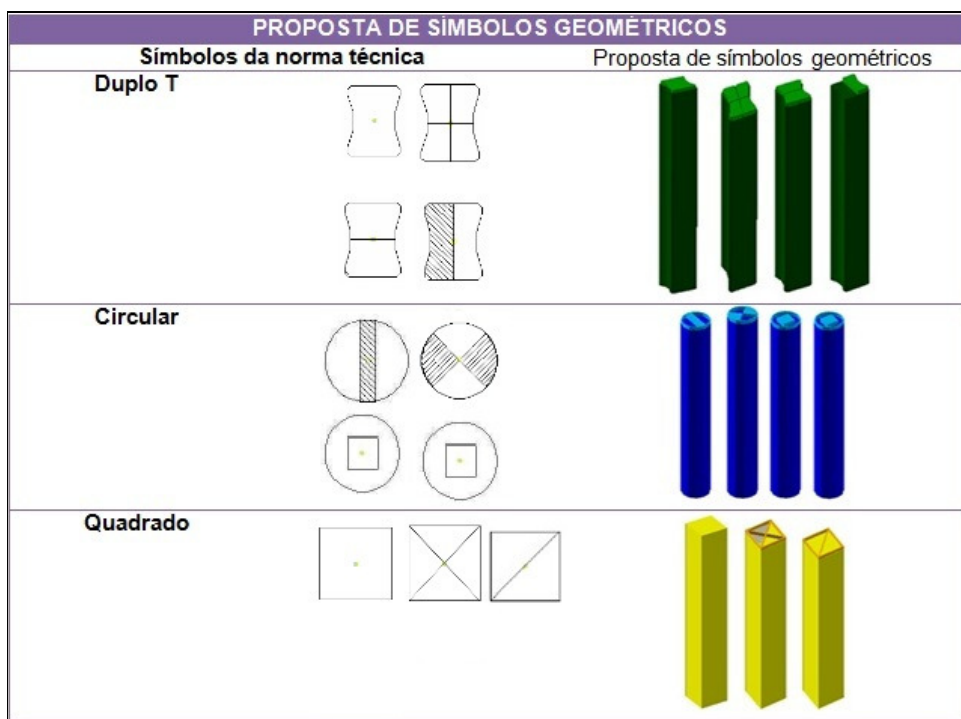 PROPOSTA DE SÍMBOLOS GEOMÉTRICOS
Símbolos da norma técnica
Proposta de símbolos geométricos
Duplo T
Circular
Quadrado